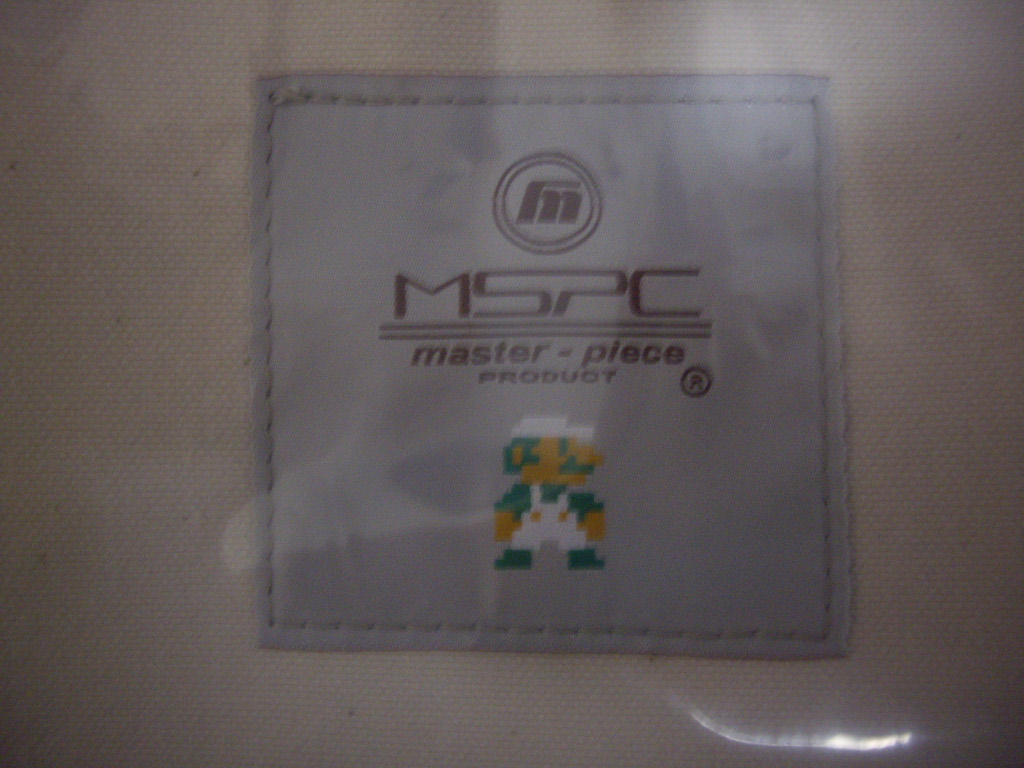 m
MSPC
master - piece
PRODUCT ®